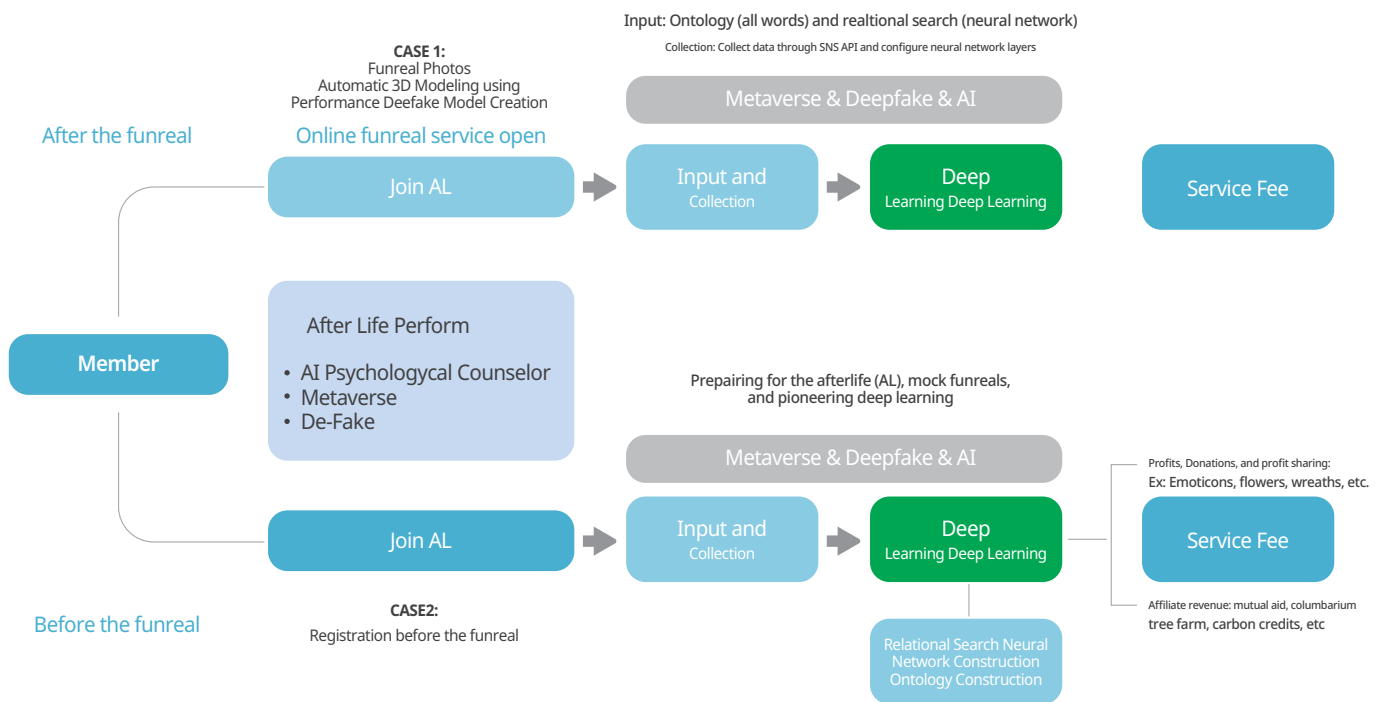 Input: Ontology (all words) and realtional search (neural network)
Collection: Collect data through SNS API and configure neural network layers
CASE 1:
Funreal Photos
Automatic 3D Modeling using
Performance Deefake Model Creation
Metaverse & Deepfake & AI
After the funreal
Online funreal service open
Join AL
Input and
Collection
Deep
Learning Deep Learning
Service Fee
After Life Perform
• AI Psychologycal Counselor
• Metaverse
• De-Fake
Member
Prepairing for the afterlife (AL), mock funreals,
and pioneering deep learning
Metaverse & Deepfake & AI
Profits, Donations, and profit sharing:
Ex: Emoticons, flowers, wreaths, etc.
Join AL
Input and
Collection
Deep
Learning Deep Learning
Service Fee
Before the funreal
CASE2:
Registration before the funreal
Affiliate revenue: mutual aid, columbarium
tree farm, carbon credits, etc
Relational Search Neural
Network Construction
Ontology Construction